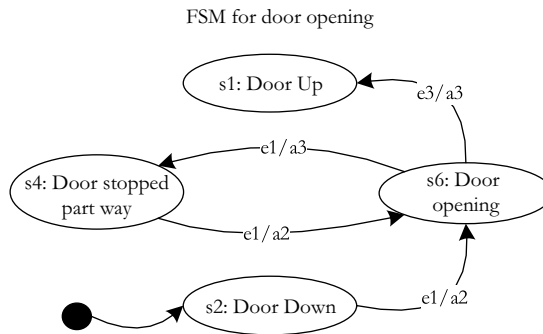 FSM for door opening
s1: Door Up
e3/a3
e1/a3
s4: Door stopped
part way
s6: Door
opening
e1/a2
s2: Door Down
e1/a2